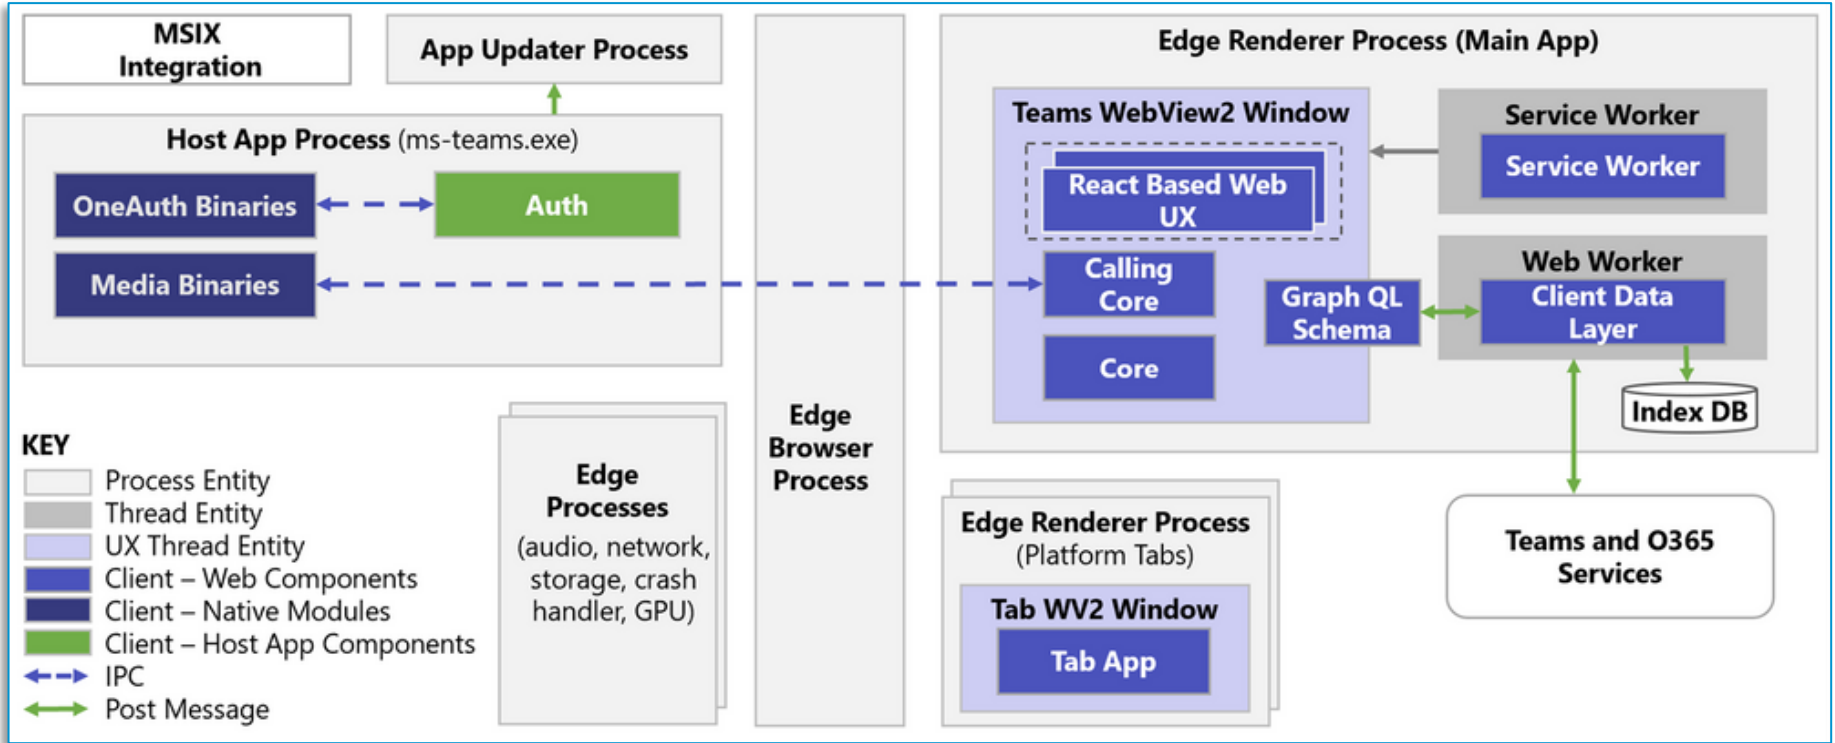 MSIX
Integration
App Updater Process
Host App Process (ms-teams.exe)
OneAuth Binaries
Auth
Media Binaries
KEY
Process Entity
Thread Entity
UX Thread Entity
Client – Web Components
Client – Native Modules
Client – Host App Components
IPC
Post Message
Edge
Processes
(audio, network,
storage, crash
handler, GPU)
Edge
Browser
Process
Edge Renderer Process (Main App)
Teams WebView2 Window
React Based Web
UX
Calling
Core
Core
Graph QL
Schema
Service Worker
Service Worker
Web Worker
Client Data
Layer
Index DB
Edge Renderer Process
(Platform Tabs)
Tab WV2 Window
Tab App
Teams and O365
Services